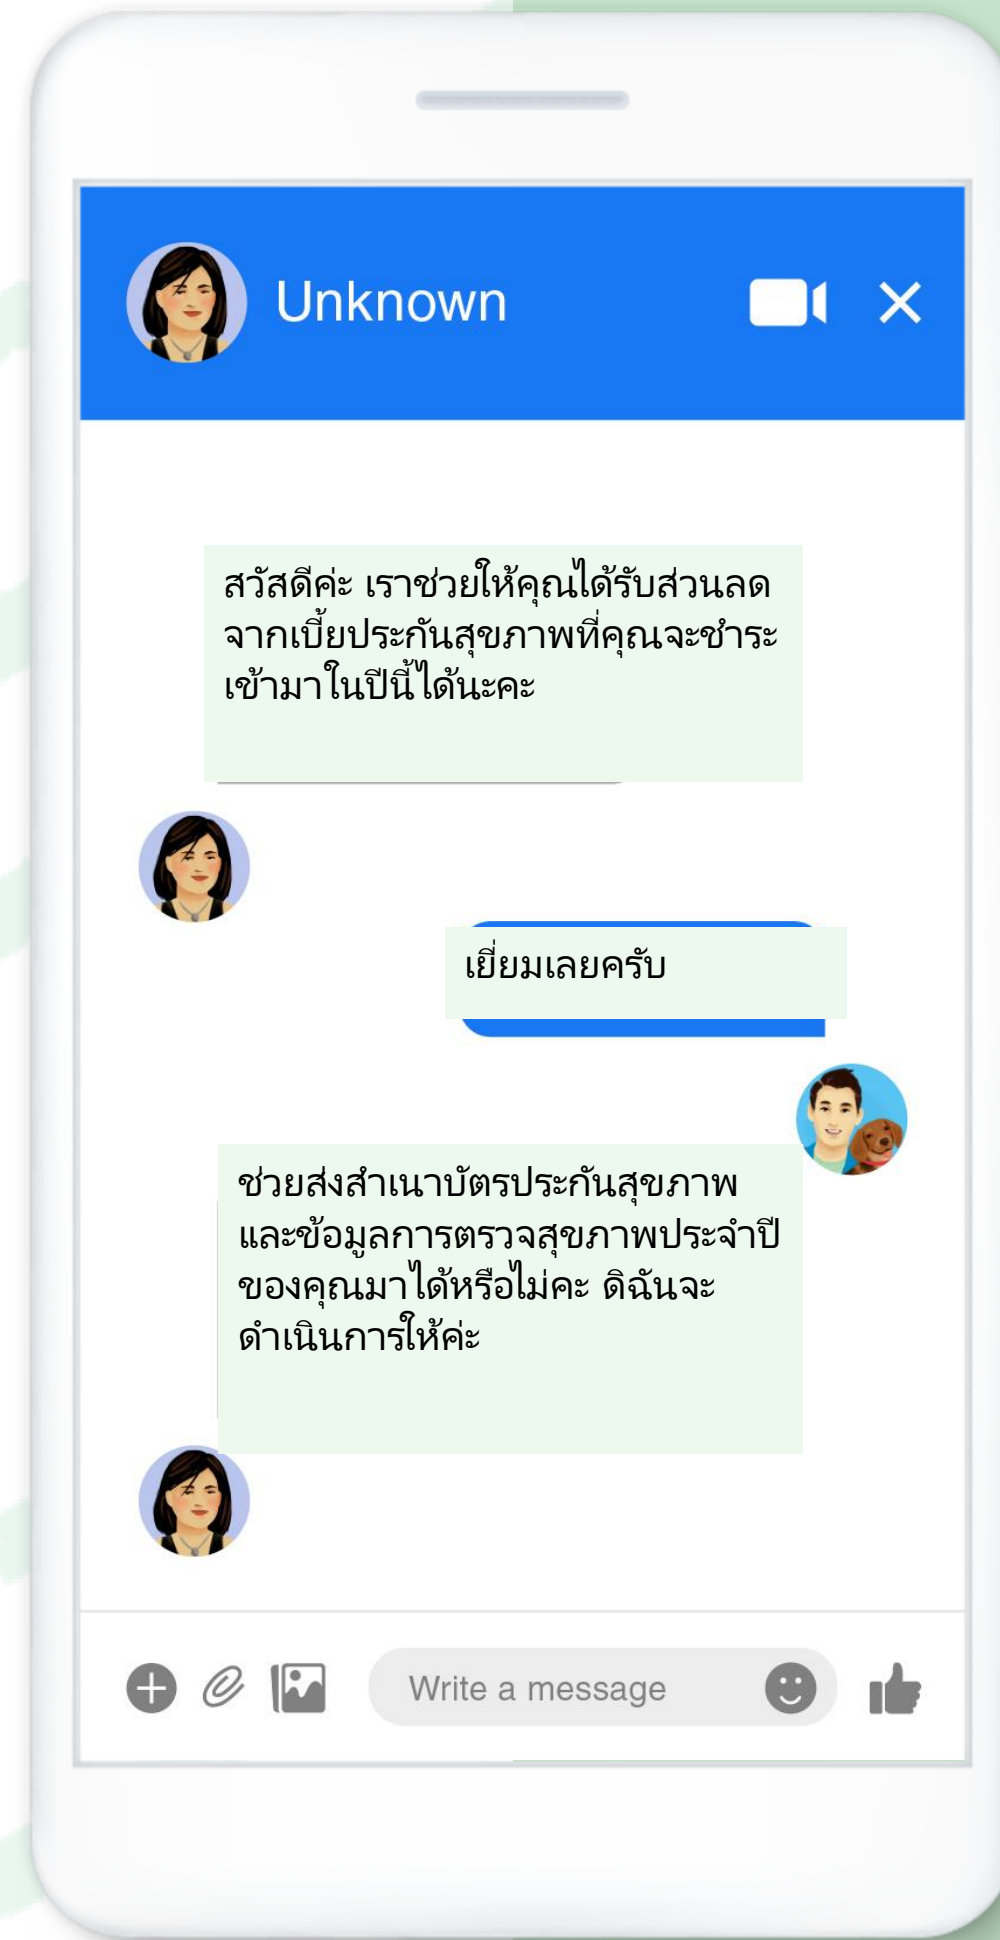 Unknown
สวัสดีค่ะ เราช่วยให้คุณได้รับส่วนลด
จากเบี้ยประกันสุขภาพที่คุณจะชำระ
เข้ามาในปีนี้ได้นะคะ
เยี่ยมเลยครับ
ช่วยส่งสำเนาบัตรประกันสุขภาพ
และข้อมูลการตรวจสุขภาพประจำปี
ของคุณมาได้หรือไม่คะ ดิฉันจะ
ดำเนินการให้ค่ะ
Write a message